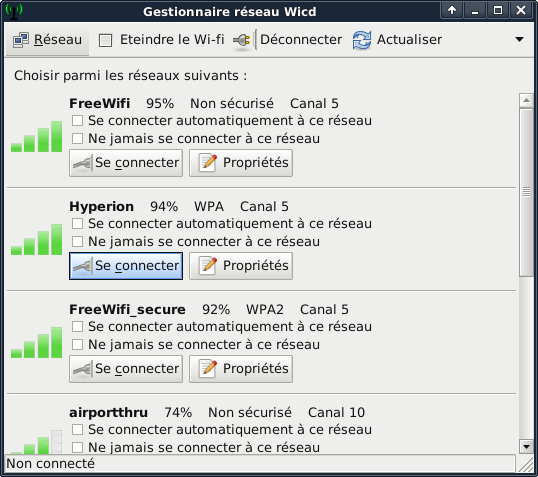 Gestionnaire réseau Wicd
Réseau Eteindre le Wi-fi Déconnecter Actualiser
Choisir parmi les réseaux suivants :
FreeWifi 95% Non sécurisé Canal 5
Se connecter automatiquement à ce réseau
Ne jamais se connecter à ce réseau
Se connecter Propriétés
Hyperion 94% WPA Canal 5
Se connecter automatiquement à ce réseau
Ne jamais se connecter à ce réseau
Se connecter Propriétés
FreeWifi_secure 92% WPA2 Canal 5
Se connecter automatiquement à ce réseau
Ne jamais se connecter à ce réseau
Se connecter Propriétés
airportthru 74% Non sécurisé Canal 10
Se connecter automatiquement à ce réseau
Ne jamais se connecter à ce réseau
Non connecté